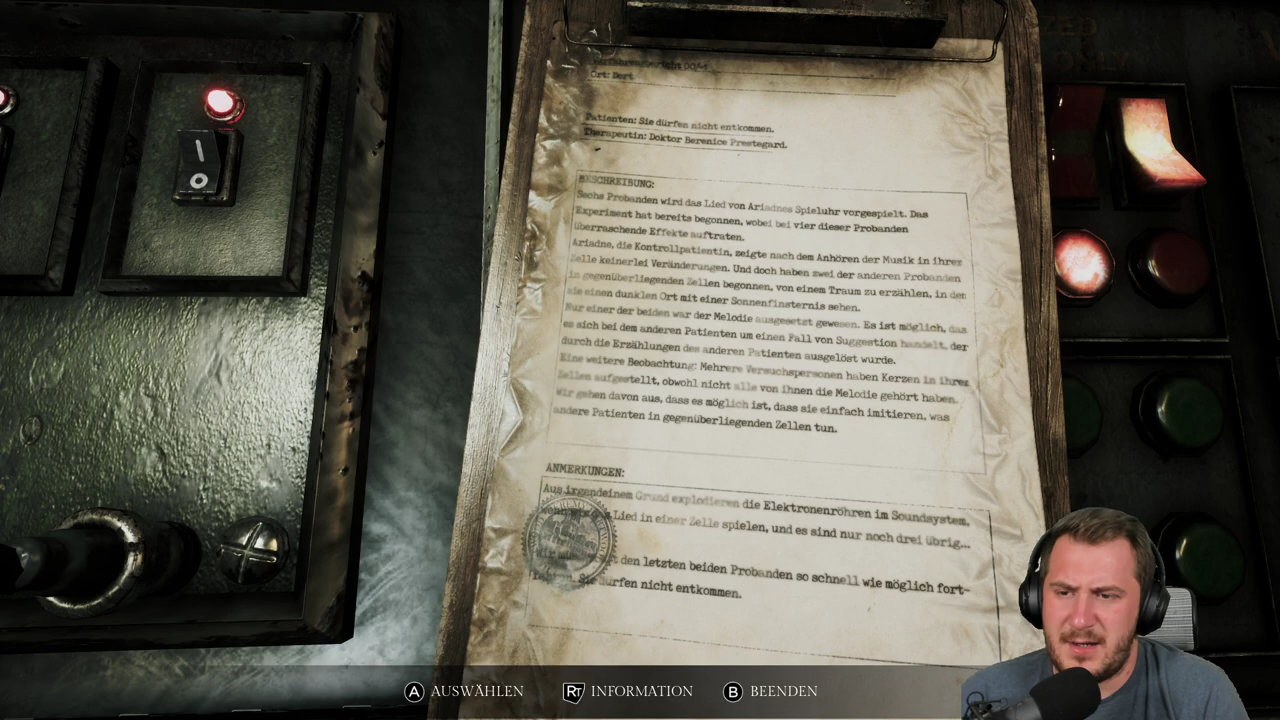 Ort: Dert
Patienten: Sie dürfen nicht entkommen.
Therapeutin: Doktor Berenice Prestegard.
BESCHREIBUNG:
Sechs Probanden wird das Lied von Ariadnes Spieluhr vorgespielt. Das
Experiment hat bereits begonnen, wobei bei vier dieser Probanden
überraschende Effekte auftraten.
Ariadne, die Kontrollpatientin, zeigte nach dem Anhören der Musik in ihrer
Zelle keinerlei Veränderungen. Und doch haben zwei der anderen Probanden
in gegenüberliegenden Zellen begonnen, von einem Traum zu erzählen, in dem
sie einen dunklen Ort mit einer Sonnenfinsternis sehen.
Nur einer der beiden war der Melodie ausgesetzt gewesen. Es ist möglich, das
es sich bei dem anderen Patienten um einen Fall von Suggestion handelt, der
durch die Erzählungen des anderen Patienten ausgelöst wurde.
Eine weitere Beobachtung: Mehrere Versuchspersonen haben Kerzen in ihrer
Zellen aufgestellt, obwohl nicht alle von ihnen die Melodie gehört haben.
Wir gehen davon aus, dass es möglich ist, dass sie einfach imitieren, was
andere Patienten in gegenüberliegenden Zellen tun.
ANMERKUNGEN:
Aus irgendeinem Grund explodieren die Elektronenröhren im Soundsystem,
Lied in einer Zelle spielen, und es sind nur noch drei übrig...
den letzten beiden Probanden so schnell wie möglich fort-
Sie dürfen nicht entkommen.
A AUSWÄHLEN RT INFORMATION B BEENDEN